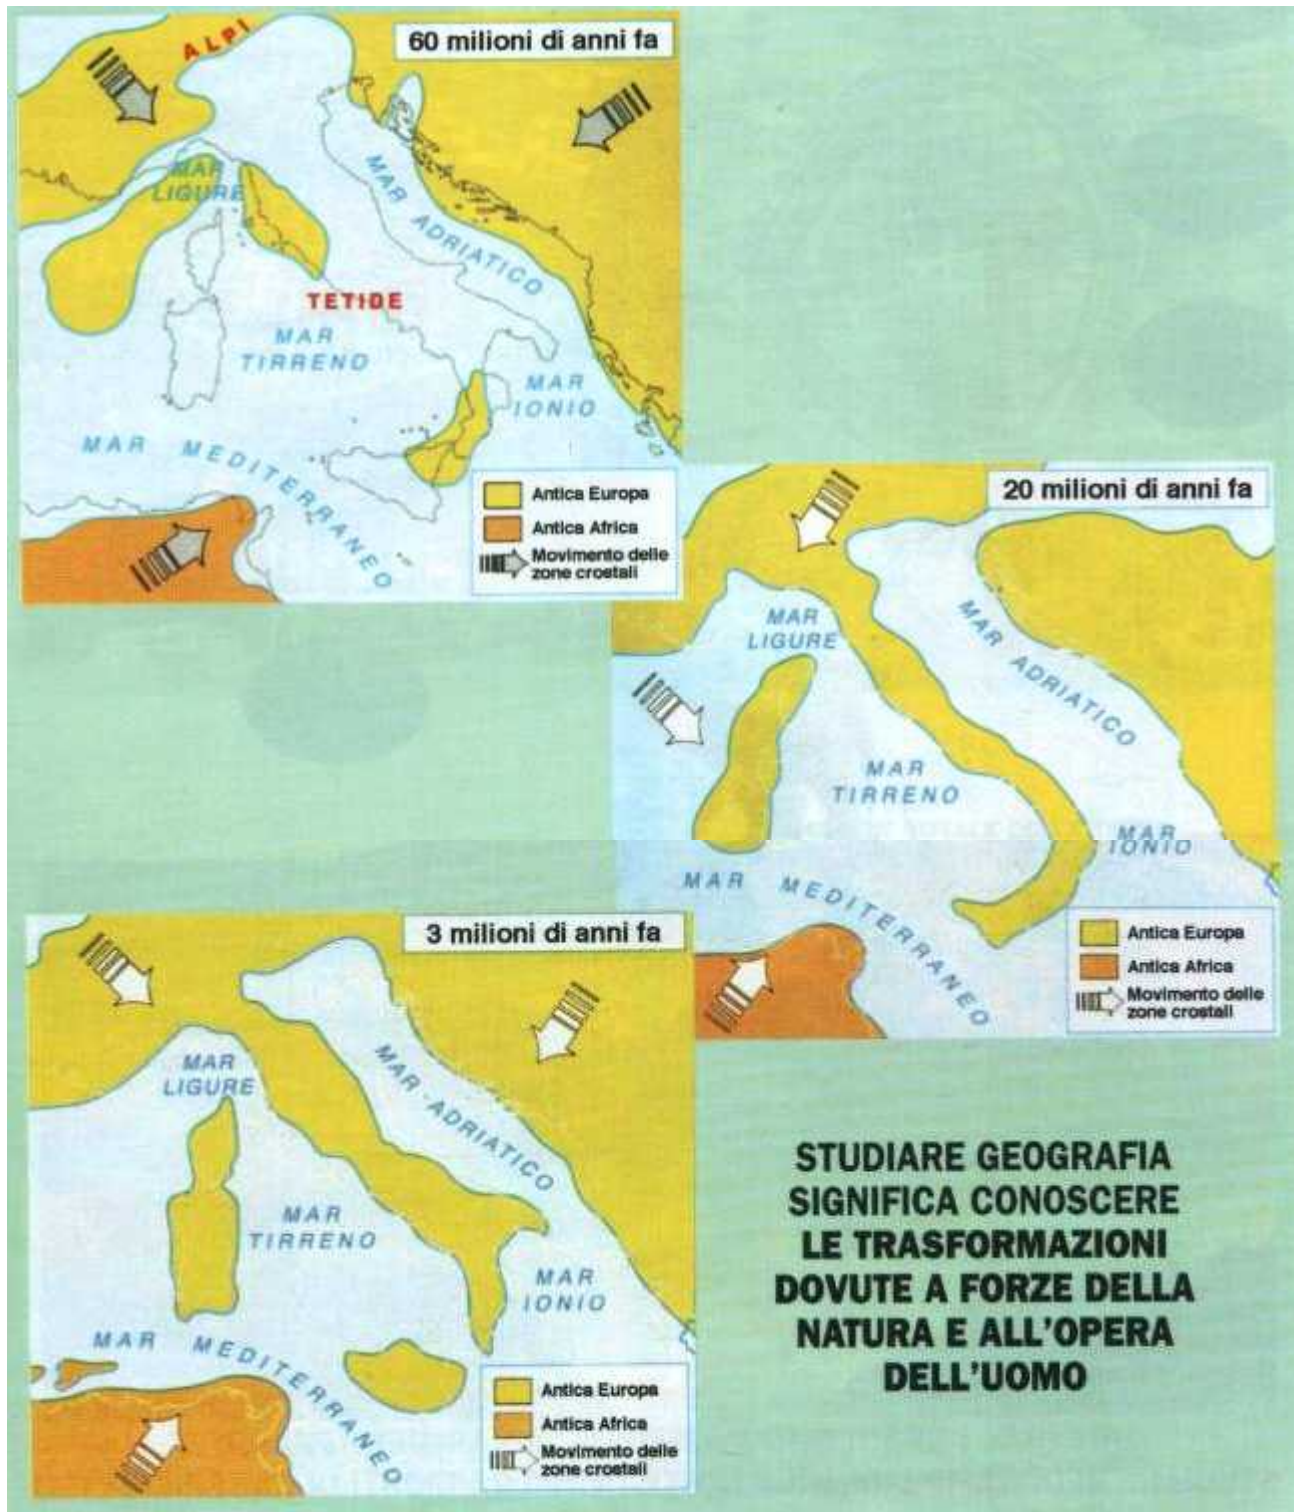 60 milioni di anni fa
ALPI
MAR
LIGURE
MAR ADRIATICO
TETIDE
MAR
TIRRENO
MAR
IONIO
MAR MEDITERRANEO
Antica Europa
Antica Africa
Movimento delle
zone crostali
20 milioni di anni fa
MAR
LIGURE
MAR ADRIATICO
MAR
TIRRENO
MAR
IONIO
MAR MEDITERRANEO
Antica Europa
Antica Africa
Movimento delle
zone crostali
3 milioni di anni fa
MAR
LIGURE
MAR-ADRIATICO
MAR
TIRRENO
MAR
IONIO
MAR MEDITERRANEO
Antica Europa
Antica Africa
Movimento delle
zone crostali
STUDIARE GEOGRAFIA
SIGNIFICA CONOSCERE
LE TRASFORMAZIONI
DOVUTE A FORZE DELLA
NATURA E ALL'OPERA
DELL'UOMO